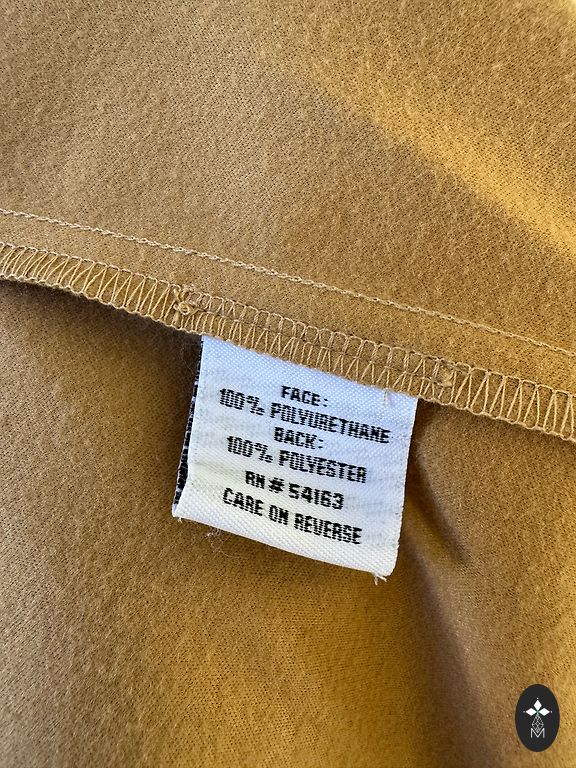 FACE:
100% POLYURETHANE
BACK:
100% POLYESTER
RN # 54163
CARE ON REVERSE
M